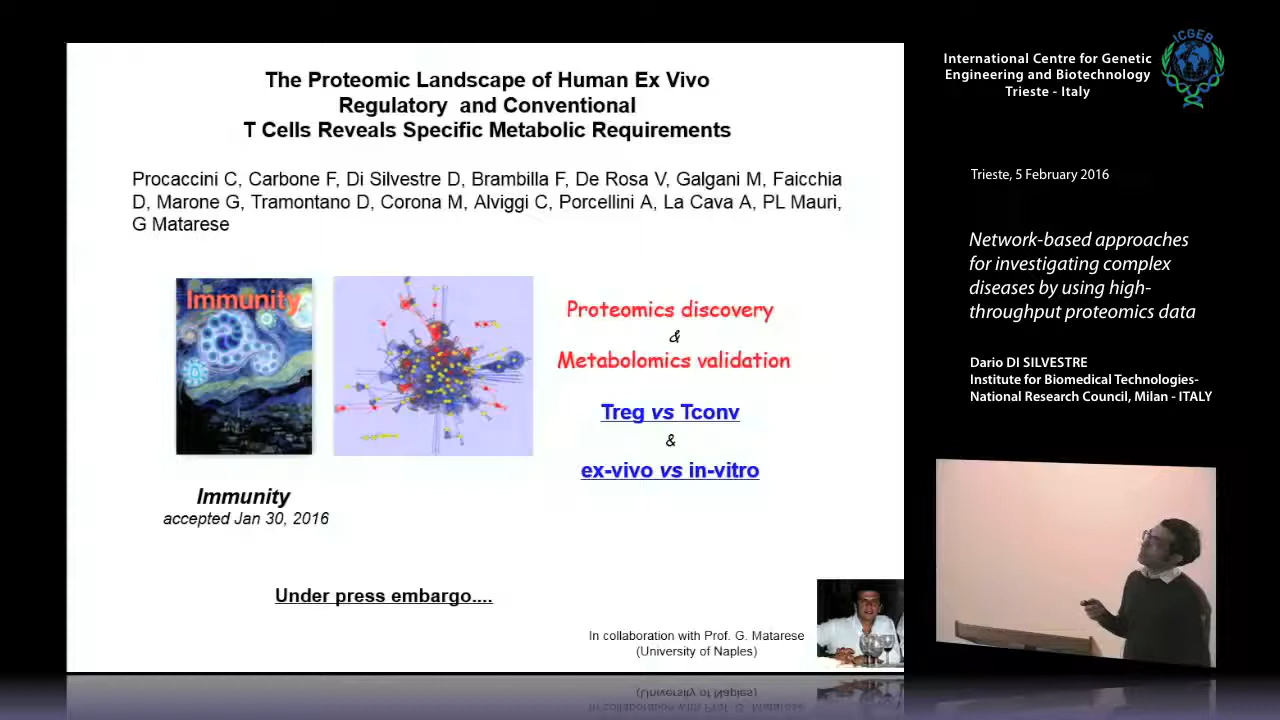 The Proteomic Landscape of Human Ex Vivo
Regulatory and Conventional
T Cells Reveals Specific Metabolic Requirements
Procaccini C, Carbone F, Di Silvestre D, Brambilla F, De Rosa V, Galgani M, Faicchia
D, Marone G, Tramontano D, Corona M, Alviggi C, Porcellini A, La Cava A, PL Mauri,
G Matarese
Immunity
Proteomics discovery
&
Metabolomics validation
Treg vs Tconv
&
ex-vivo vs in-vitro
Immunity
accepted Jan 30, 2016
Under press embargo....
In collaboration with Prof. G. Matarese
(University of Naples)
ICGEB
International Centre for Genetic
Engineering and Biotechnology
Trieste - Italy
Trieste, 5 February 2016
Network-based approaches
for investigating complex
diseases by using high-
throughput proteomics data
Dario DI SILVESTRE
Institute for Biomedical Technologies-
National Research Council, Milan - ITALY